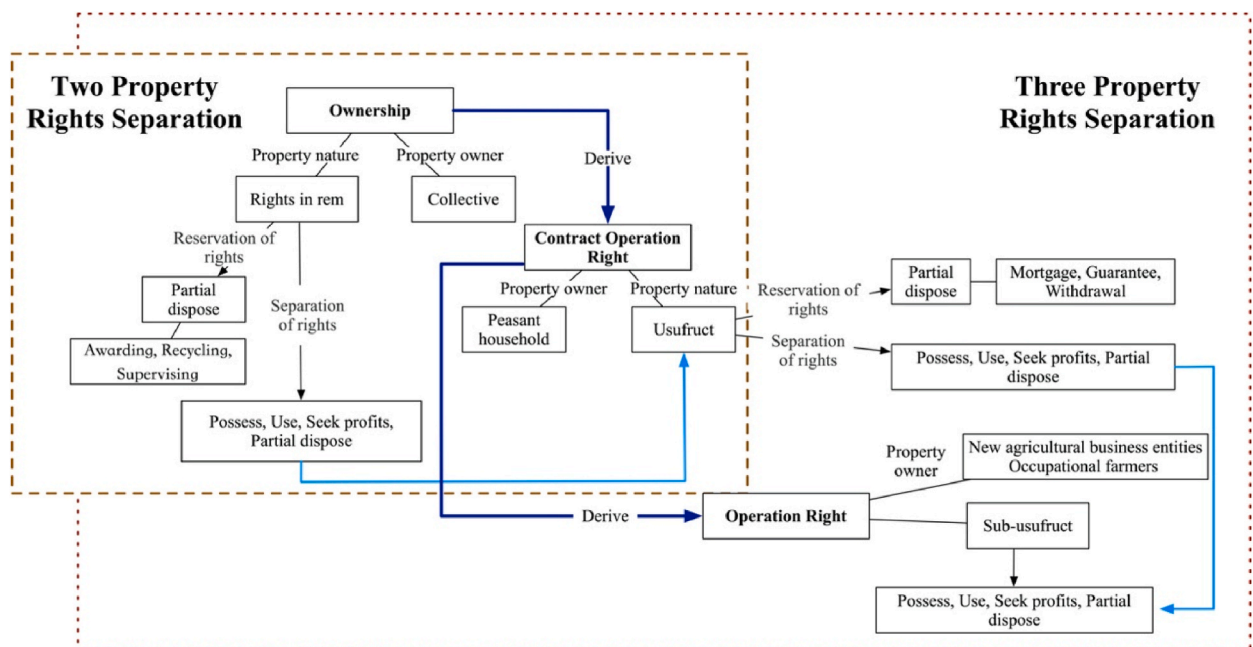 Two Property
Rights Separation
Three Property
Rights Separation
Ownership
Property nature
Property owner
Derive
Rights in rem
Collective
Reservation of
rights
Contract Operation
Right
Partial
dispose
Separation
of rights
Property owner
Property nature
Peasant
household
Usufruct
Reservation of
rights
Partial
dispose
Mortgage, Guarantee,
Withdrawal
Awarding, Recycling,
Supervising
Separation of
rights
Possess, Use, Seek profits, Partial
dispose
Possess, Use, Seek profits,
Partial dispose
Property
owner
New agricultural business entities
Occupational farmers
Derive
Operation Right
Sub-usufruct
Possess, Use, Seek profits, Partial
dispose